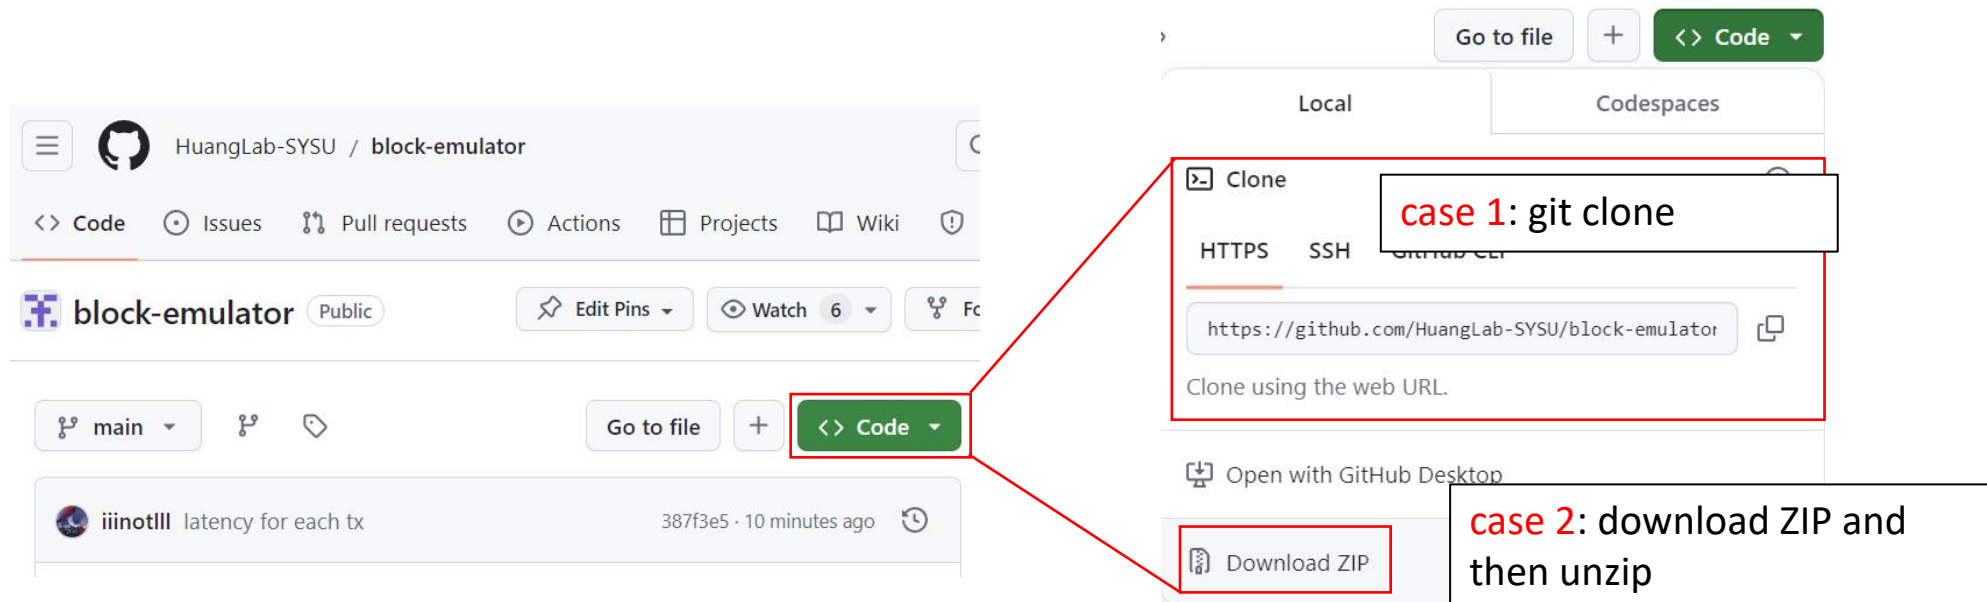 HuangLab-SYSU / block-emulator
Code Issues Pull requests Actions Projects Wiki
block-emulator Public
Edit Pins Watch 6
main Go to file + Code
iiinotlll latency for each tx 387f3e5 · 10 minutes ago
Go to file + Code
Local Codespaces
Clone
case 1: git clone
HTTPS SSH
https://github.com/HuangLab-SYSU/block-emulator
Clone using the web URL.
Open with GitHub Desktop
Download ZIP
case 2: download ZIP and
then unzip